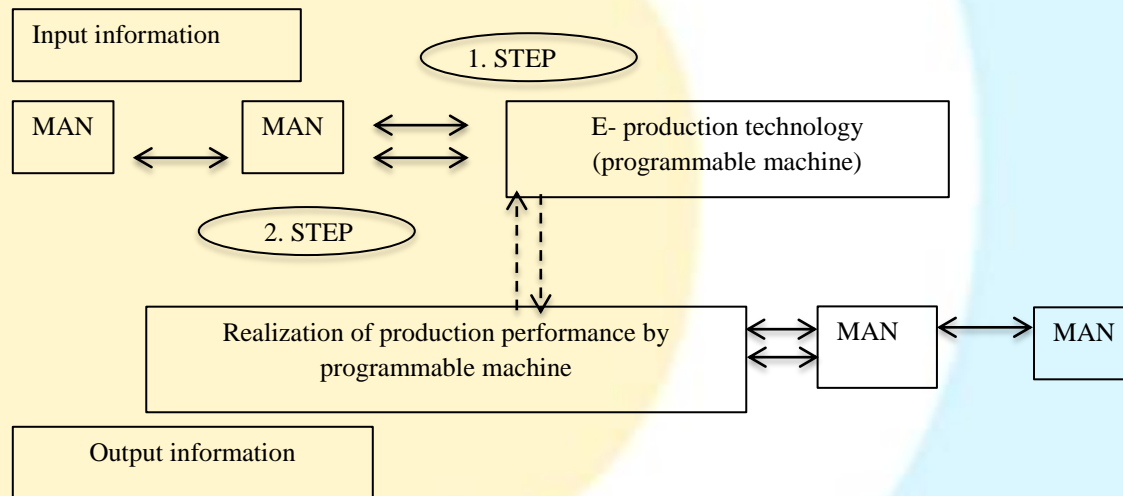 Input information
1. STEP
MAN
MAN
E- production technology
(programmable machine)
2. STEP
Realization of production performance by
programmable machine
MAN
MAN
Output information